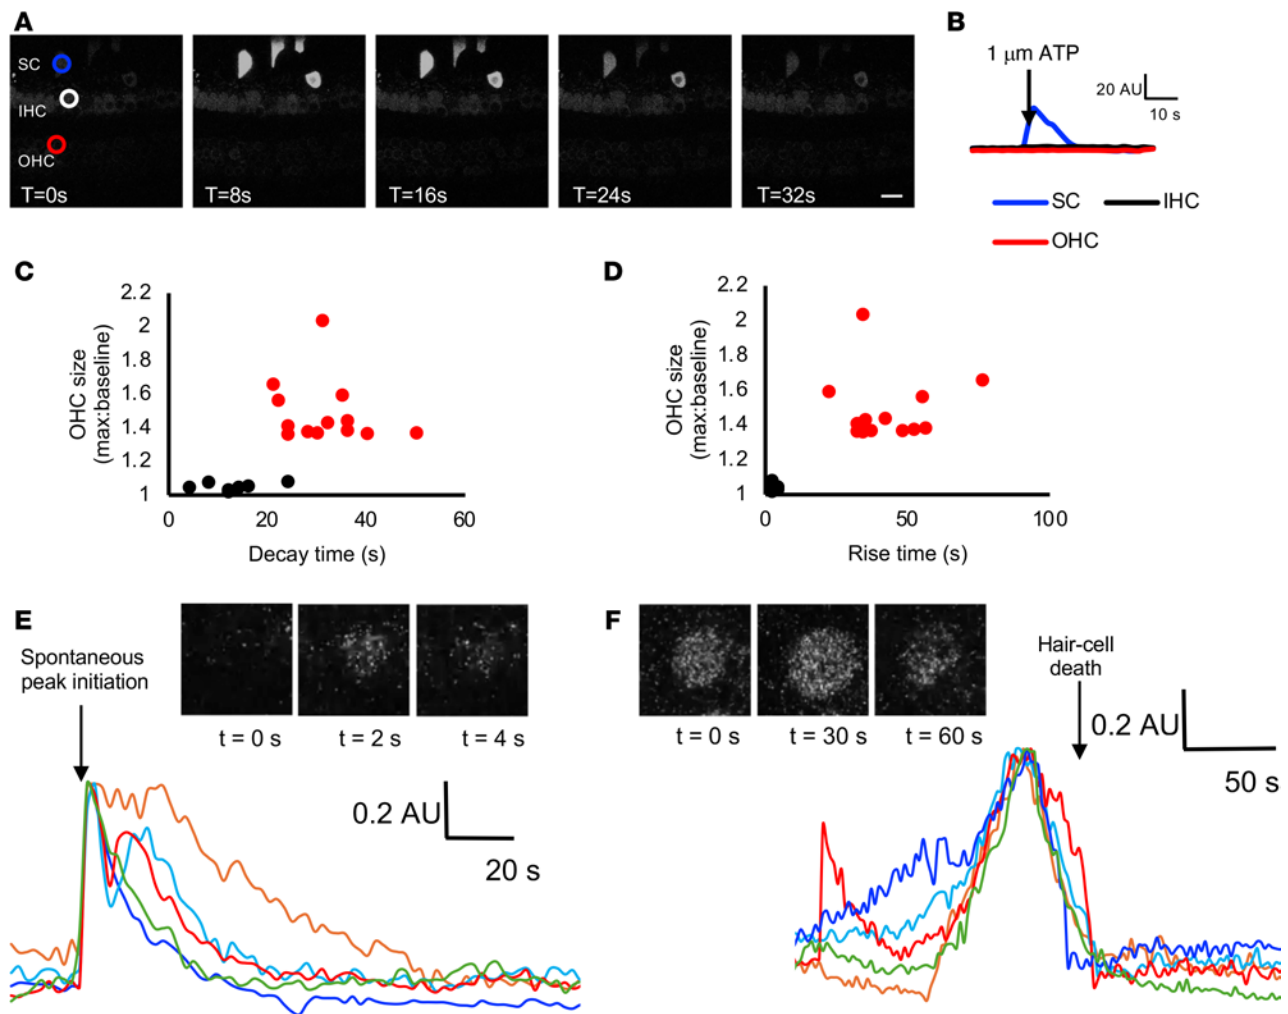 A
SC
IHC
OHC
T=0s
T=8s
T=16s
T=24s
T=32s
B
1 μm ATP
20 AU
10 s
SC
IHC
OHC
C
OHC size
(max:baseline)
2.2
2
1.8
1.6
1.4
1.2
1
0
20
40
60
Decay time (s)
D
OHC size
(max:baseline)
2.2
2
1.8
1.6
1.4
1.2
1
0
50
100
Rise time (s)
E
Spontaneous
peak initiation
t = 0 s
t = 2 s
t = 4 s
0.2 AU
20 s
F
t = 0 s
t = 30 s
t = 60 s
Hair-cell
death
0.2 AU
50 s